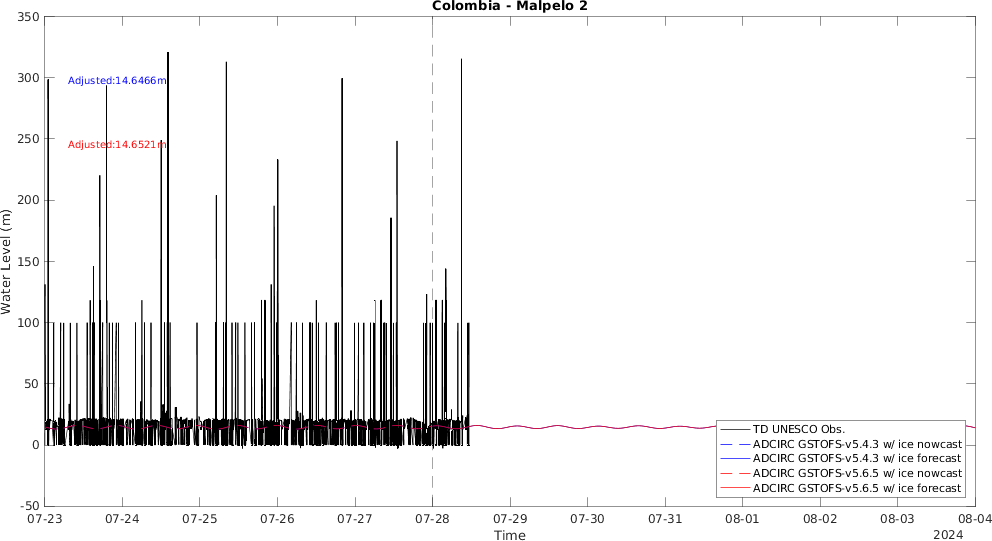 Colombia - Malpelo 2
350
300
250
200
150
100
50
0
-50
Water Level (m)
Adjusted:14.6466m
Adjusted:14.6521m
TD UNESCO Obs.
ADCIRC GSTOFS-v5.4.3 w/ ice nowcast
ADCIRC GSTOFS-v5.4.3 w/ ice forecast
ADCIRC GSTOFS-v5.6.5 w/ ice nowcast
ADCIRC GSTOFS-v5.6.5 w/ ice forecast
07-23 07-24 07-25 07-26 07-27 07-28 07-29 07-30 07-31 08-01 08-02 08-03 08-04
Time
2024